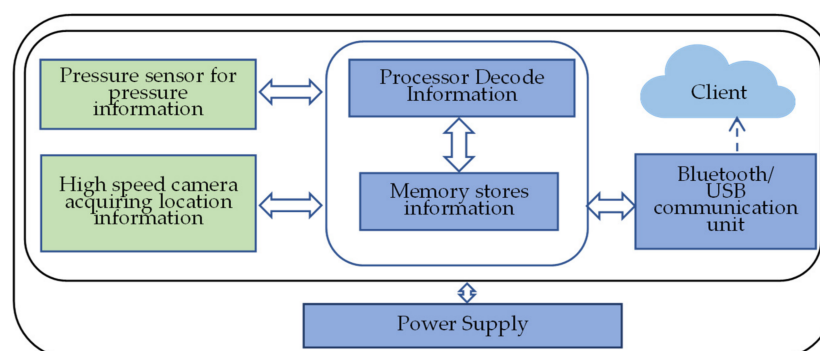 Pressure sensor for
pressure
information
High speed camera
acquiring location
information
Processor Decode
Information
Memory stores
information
Client
Bluetooth/
USB
communication
unit
Power Supply